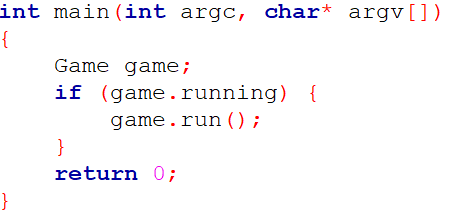 int main(int argc, char* argv[])
{
    Game game;
    if (game.running) {
        game.run();
    }
    return 0;
}